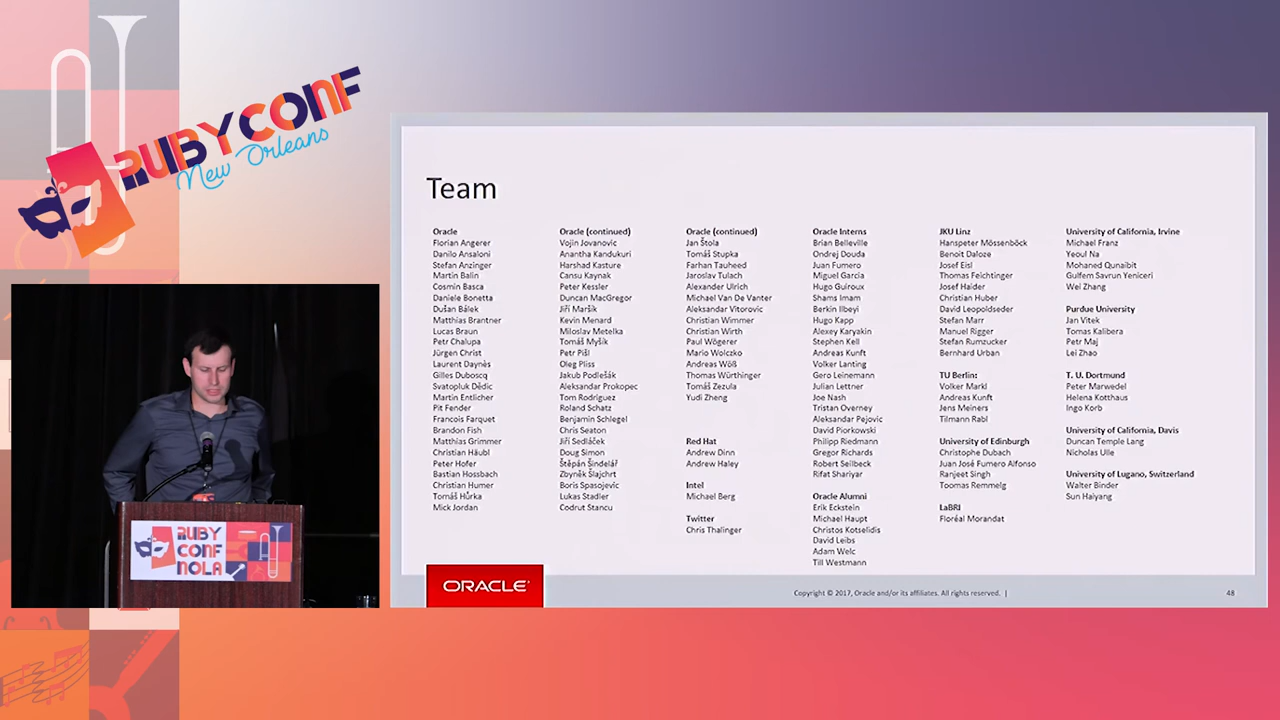 RUBYCONF
New Orleans
RUBY
CONF
NOLA
Team
Oracle
Florian Angerer
Danilo Ansaloni
Stefan Anzinger
Martin Balin
Cosmin Basca
Daniele Bonetta
Dušan Bálek
Matthias Brantner
Lucas Braun
Petr Chalupa
Jürgen Christ
Laurent Daynès
Gilles Duboscq
Svatopluk Dědic
Martin Entlicher
Pit Fender
Francois Farquet
Brandon Fish
Matthias Grimmer
Christian Häubl
Peter Hofer
Bastian Hossbach
Christian Humer
Tomáš Hůrka
Mick Jordan
Oracle (continued)
Vojin Jovanovic
Anantha Kandukuri
Harshad Kasture
Cansu Kaynak
Peter Kessler
Duncan MacGregor
Jiří Maršík
Kevin Menard
Miloslav Metelka
Tomáš Myšík
Petr Pišl
Oleg Pliss
Jakub Podlešák
Aleksandar Prokopec
Tom Rodriguez
Roland Schatz
Benjamin Schlegel
Chris Seaton
Jiří Sedláček
Doug Simon
Štěpán Šindelář
Zbyněk Šlajchrt
Boris Spasojevic
Lukas Stadler
Codrut Stancu
Oracle (continued)
Jan Štola
Tomáš Stupka
Farhan Tauheed
Jaroslav Tulach
Alexander Ulrich
Michael Van De Vanter
Aleksandar Vitorovic
Christian Wimmer
Christian Wirth
Paul Wögerer
Mario Wolczko
Andreas Wöß
Thomas Würthinger
Tomáš Zezula
Yudi Zheng
Red Hat
Andrew Dinn
Andrew Haley
Intel
Michael Berg
Twitter
Chris Thalinger
Oracle Interns
Brian Belleville
Ondrej Douda
Juan Fumero
Miguel Garcia
Hugo Guiroux
Shams Imam
Berkin Ilbeyi
Hugo Kapp
Alexey Karyakin
Stephen Kell
Andreas Kunft
Volker Lanting
Gero Leinemann
Julian Lettner
Joe Nash
Tristan Overney
Aleksandar Pejovic
David Piorkowski
Philipp Riedmann
Gregor Richards
Robert Seilbeck
Rifat Shariyar
Oracle Alumni
Erik Eckstein
Michael Haupt
Christos Kotselidis
David Leibs
Adam Welc
Till Westmann
JKU Linz
Hanspeter Mössenböck
Benoit Daloze
Josef Eisl
Thomas Feichtinger
Josef Haider
Christian Huber
David Leopoldseder
Stefan Marr
Manuel Rigger
Stefan Rumzucker
Bernhard Urban
TU Berlin:
Volker Markl
Andreas Kunft
Jens Meiners
Tilmann Rabl
University of Edinburgh
Christophe Dubach
Juan José Fumero Alfonso
Ranjeet Singh
Toomas Remmelg
LaBRI
Floréal Morandat
University of California, Irvine
Michael Franz
Yeoul Na
Mohaned Qunaibit
Gulfem Savrun Yeniceri
Wei Zhang
Purdue University
Jan Vitek
Tomas Kalibera
Petr Maj
Lei Zhao
T. U. Dortmund
Peter Marwedel
Helena Kotthaus
Ingo Korb
University of California, Davis
Duncan Temple Lang
Nicholas Ulle
University of Lugano, Switzerland
Walter Binder
Sun Haiyang
ORACLE
Copyright © 2017, Oracle and/or its affiliates. All rights reserved. |
48